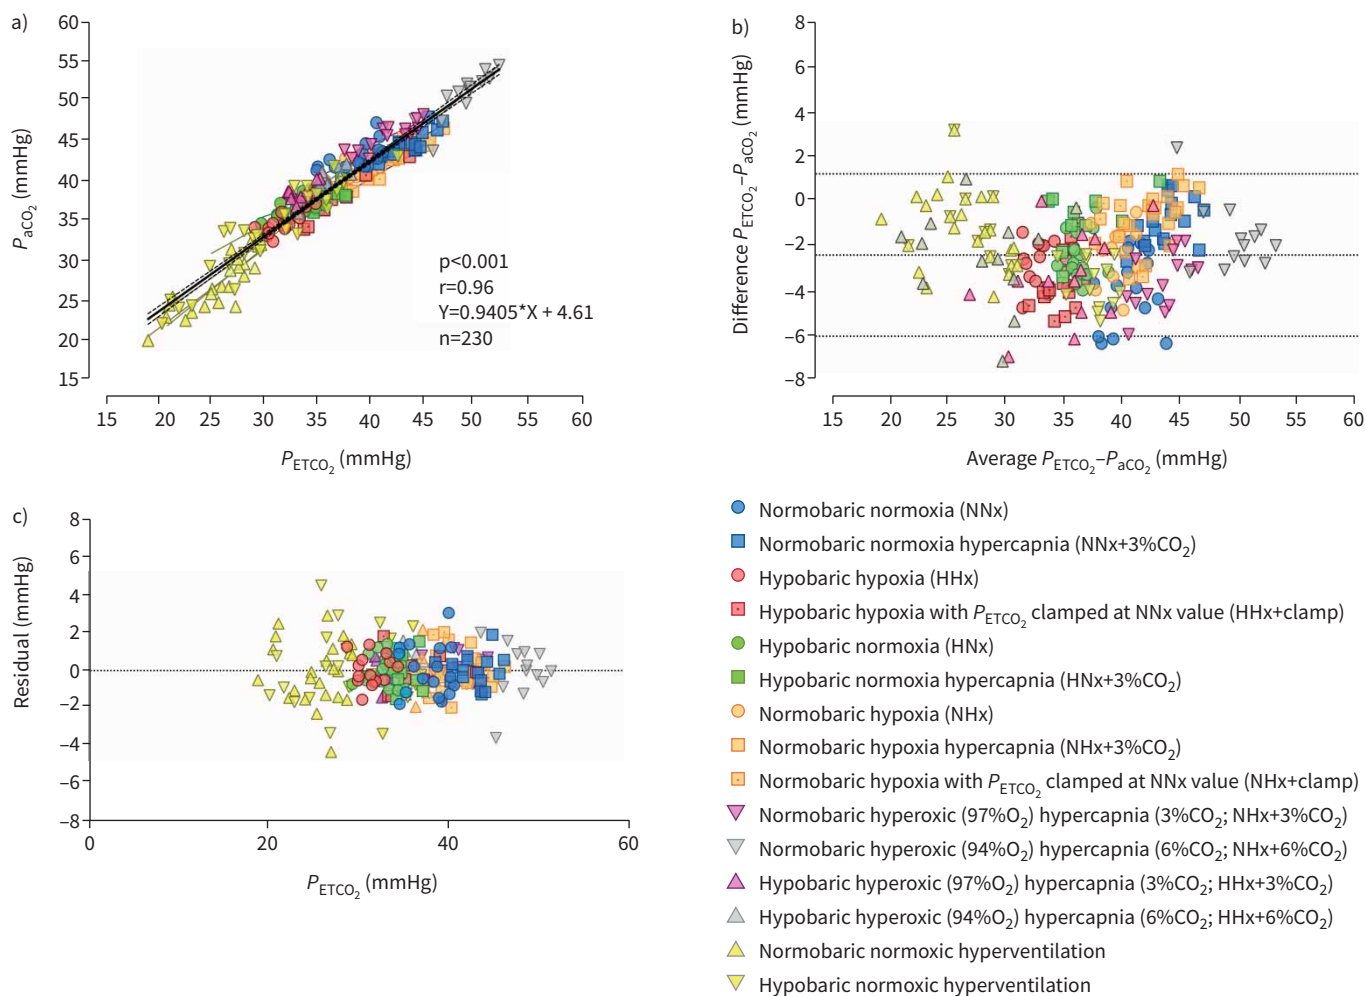 a)
60
55
50
45
40
35
30
25
20
15
PaCO2 (mmHg)
p<0.001
r=0.96
Y=0.9405*X + 4.61
n=230
15 20 25 30 35 40 45 50 55 60
PETCO2 (mmHg)
b)
8
6
4
2
0
–2
–4
–6
–8
Difference PETCO2–PaCO2 (mmHg)
15 20 25 30 35 40 45 50 55 60
Average PETCO2–PaCO2 (mmHg)
c)
8
6
4
2
0
–2
–4
–6
–8
Residual (mmHg)
0 20 40 60
PETCO2 (mmHg)
Normobaric normoxia (NNx)
Normobaric normoxia hypercapnia (NNx+3%CO2)
Hypobaric hypoxia (HHx)
Hypobaric hypoxia with PETCO2 clamped at NNx value (HHx+clamp)
Hypobaric normoxia (HNx)
Hypobaric normoxia hypercapnia (HNx+3%CO2)
Normobaric hypoxia (NHx)
Normobaric hypoxia hypercapnia (NHx+3%CO2)
Normobaric hypoxia with PETCO2 clamped at NNx value (NHx+clamp)
Normobaric hyperoxic (97%O2) hypercapnia (3%CO2; NHx+3%CO2)
Normobaric hyperoxic (94%O2) hypercapnia (6%CO2; NHx+6%CO2)
Hypobaric hyperoxic (97%O2) hypercapnia (3%CO2; HHx+3%CO2)
Hypobaric hyperoxic (94%O2) hypercapnia (6%CO2; HHx+6%CO2)
Normobaric normoxic hyperventilation
Hypobaric normoxic hyperventilation